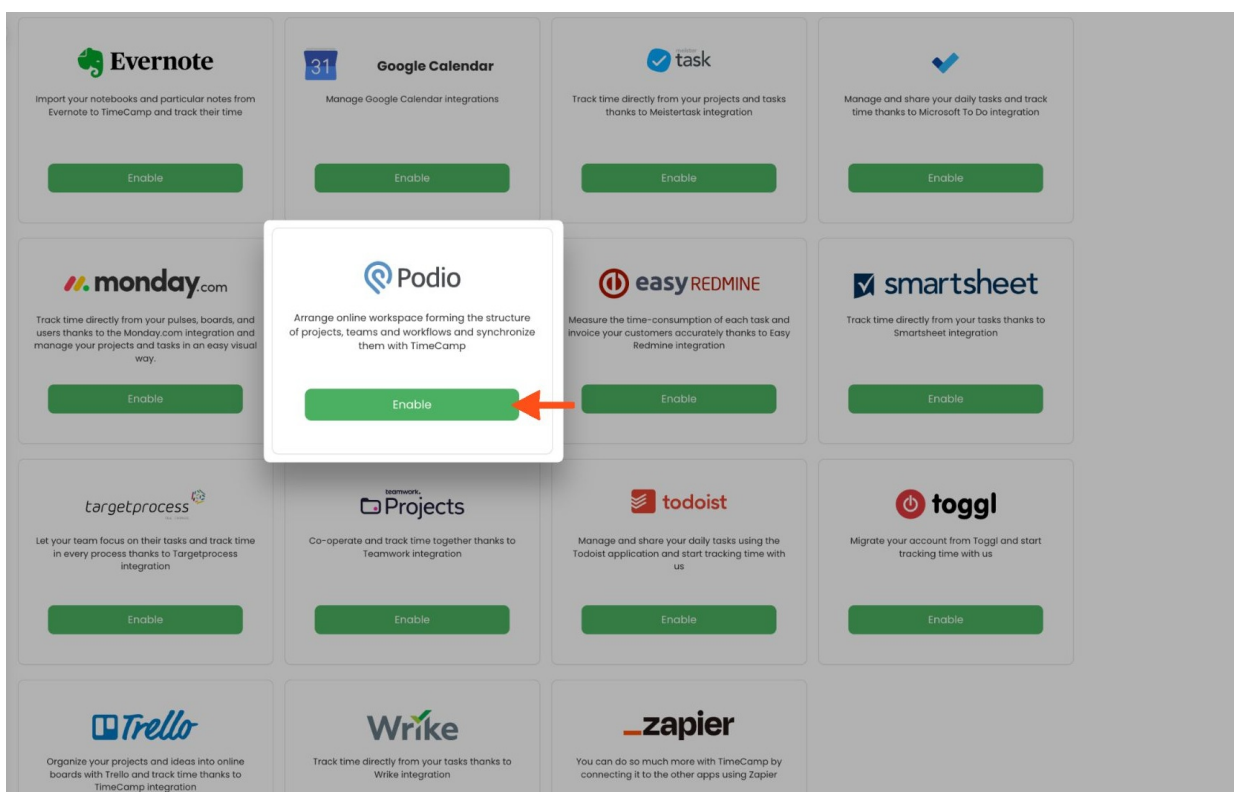 Evernote
Import your notebooks and particular notes from
Evernote to TimeCamp and track their time
Enable
31
Google Calendar
Manage Google Calendar integrations
Enable
meister
task
Track time directly from your projects and tasks
thanks to Meistertask integration
Enable
Manage and share your daily tasks and track
time thanks to Microsoft To Do integration
Enable
monday.com
Track time directly from your pulses, boards, and
users thanks to the Monday.com integration and
manage your projects and tasks in an easy visual
way.
Enable
Podio
Arrange online workspace forming the structure
of projects, teams and workflows and synchronize
them with TimeCamp
Enable
easy REDMINE
Measure the time-consumption of each task and
invoice your customers accurately thanks to Easy
Redmine integration
Enable
smartsheet
Track time directly from your tasks thanks to
Smartsheet integration
Enable
targetprocess
Let your team focus on their tasks and track time
in every process thanks to Targetprocess
integration
Enable
teamwork.
Projects
Co-operate and track time together thanks to
Teamwork integration
Enable
todoist
Manage and share your daily tasks using the
Todoist application and start tracking time with
us
Enable
toggl
Migrate your account from Toggl and start
tracking time with us
Enable
Trello
Organize your projects and ideas into online
boards with Trello and track time thanks to
TimeCamp integration
Wrike
Track time directly from your tasks thanks to
Wrike integration
_zapier
You can do so much more with TimeCamp by
connecting it to the other apps using Zapier